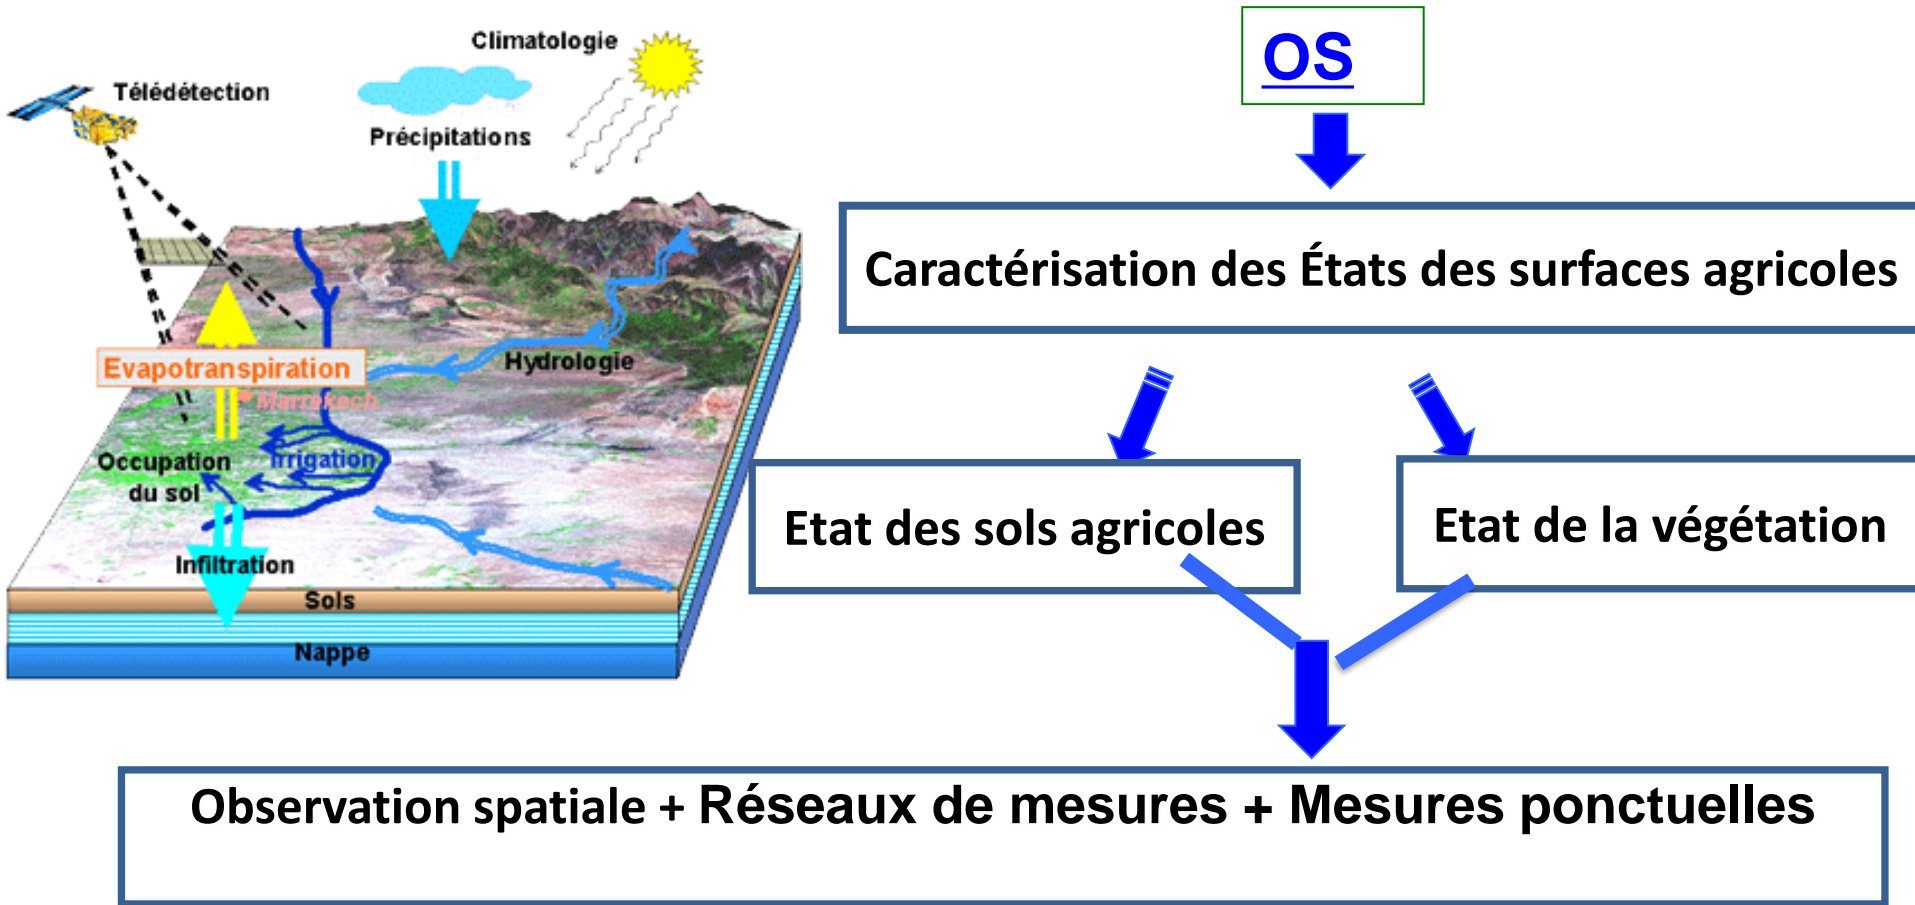 Climatologie
Télédétection
Précipitations
Hydrologie
Evapotranspiration
Marrakech
Occupation
du sol
Irrigation
Infiltration
Sols
Nappe
OS
Caractérisation des États des surfaces agricoles
Etat des sols agricoles
Etat de la végétation
Observation spatiale + Réseaux de mesures + Mesures ponctuelles